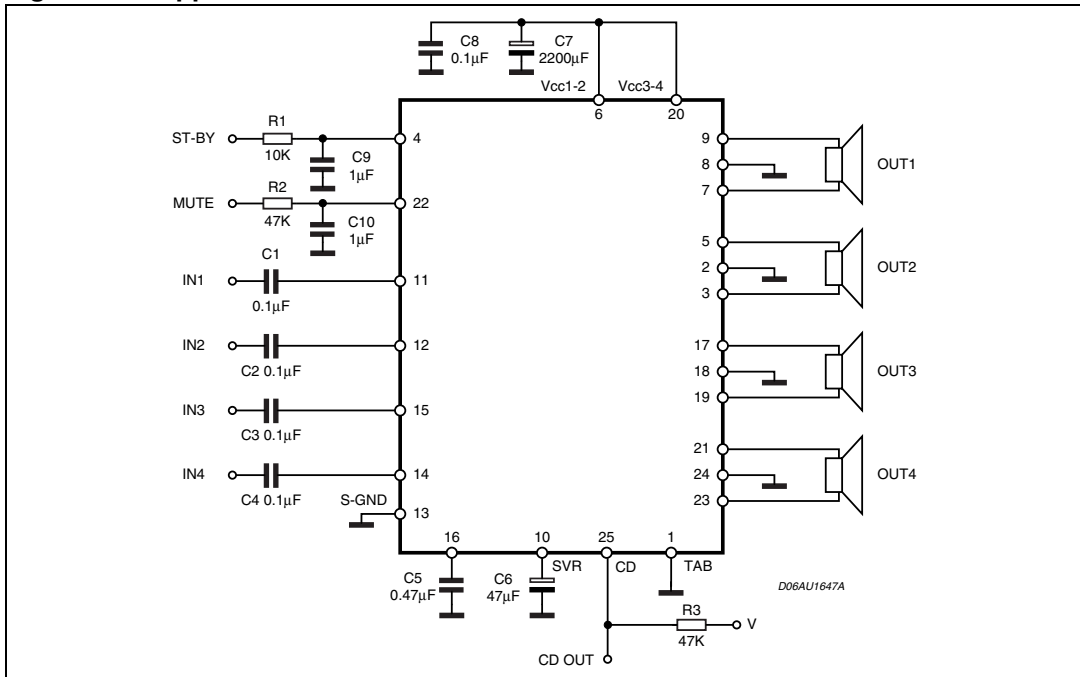 C8
0.1µF
C7
2200µF
Vcc1-2
Vcc3-4
6
20
ST-BY
R1
10K
4
C9
1µF
MUTE
R2
47K
22
C10
1µF
IN1
C1
0.1µF
11
IN2
C2 0.1µF
12
IN3
C3 0.1µF
15
IN4
C4 0.1µF
14
S-GND
13
9
8
7
OUT1
5
2
3
OUT2
17
18
19
OUT3
21
24
23
OUT4
16
10
25
1
SVR
CD
TAB
C5
0.47µF
C6
47µF
D06AU1647A
R3
47K
V
CD OUT